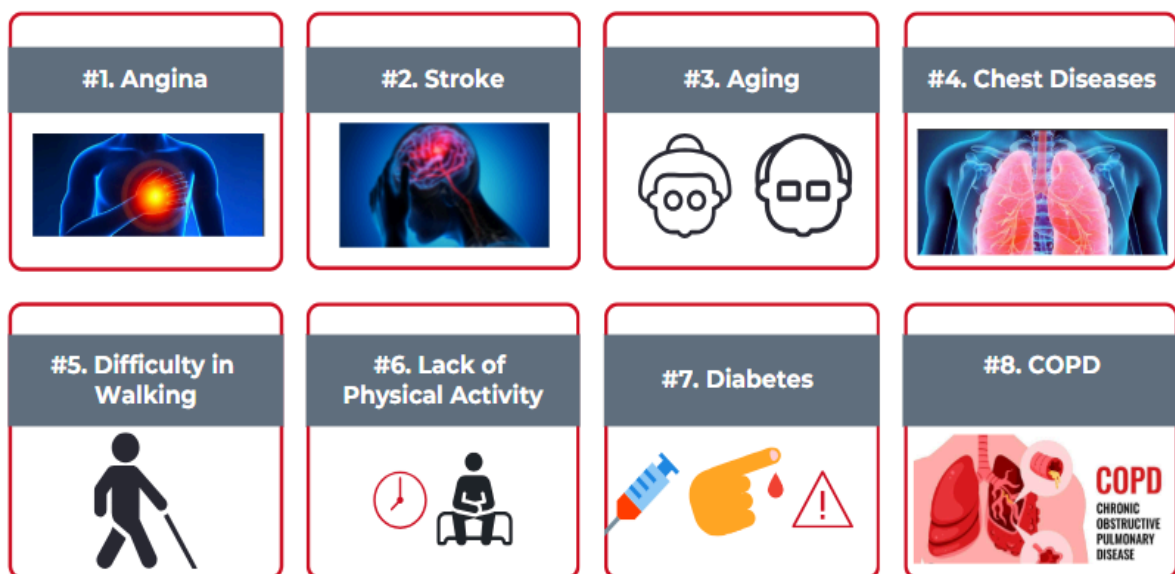 #1. Angina
#2. Stroke
#3. Aging
#4. Chest Diseases
#5. Difficulty in
Walking
#6. Lack of
Physical Activity
#7. Diabetes
#8. COPD
COPD
CHRONIC
OBSTRUCTIVE
PULMONARY
DISEASE